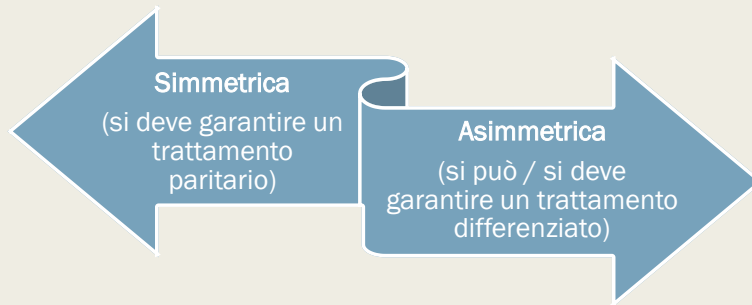 Simmetrica
(si deve garantire un
trattamento
paritario)
Asimmetrica
(si può / si deve
garantire un trattamento
differenziato)